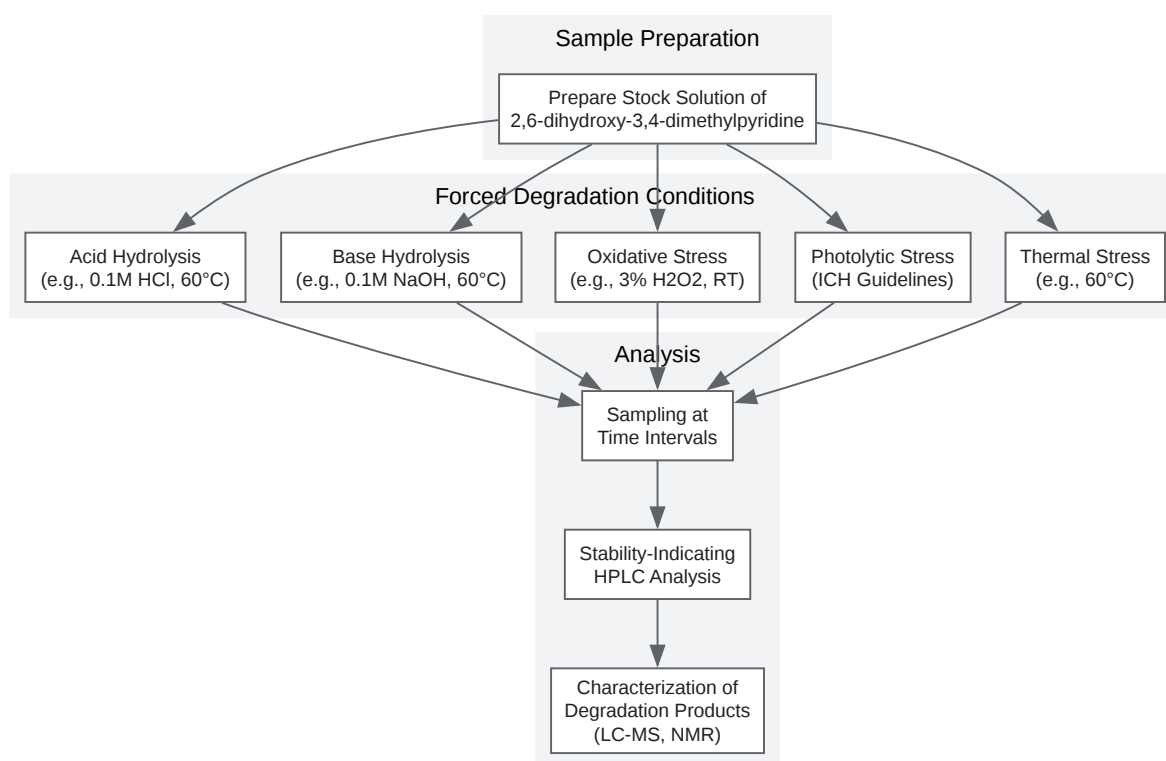 Sample Preparation
Prepare Stock Solution of
2,6-dihydroxy-3,4-dimethylpyridine
Forced Degradation Conditions
Acid Hydrolysis
(e.g., 0.1M HCl, 60°C)
Base Hydrolysis
(e.g., 0.1M NaOH, 60°C)
Oxidative Stress
(e.g., 3% H2O2, RT)
Photolytic Stress
(ICH Guidelines)
Thermal Stress
(e.g., 60°C)
Analysis
Sampling at
Time Intervals
Stability-Indicating
HPLC Analysis
Characterization of
Degradation Products
(LC-MS, NMR)